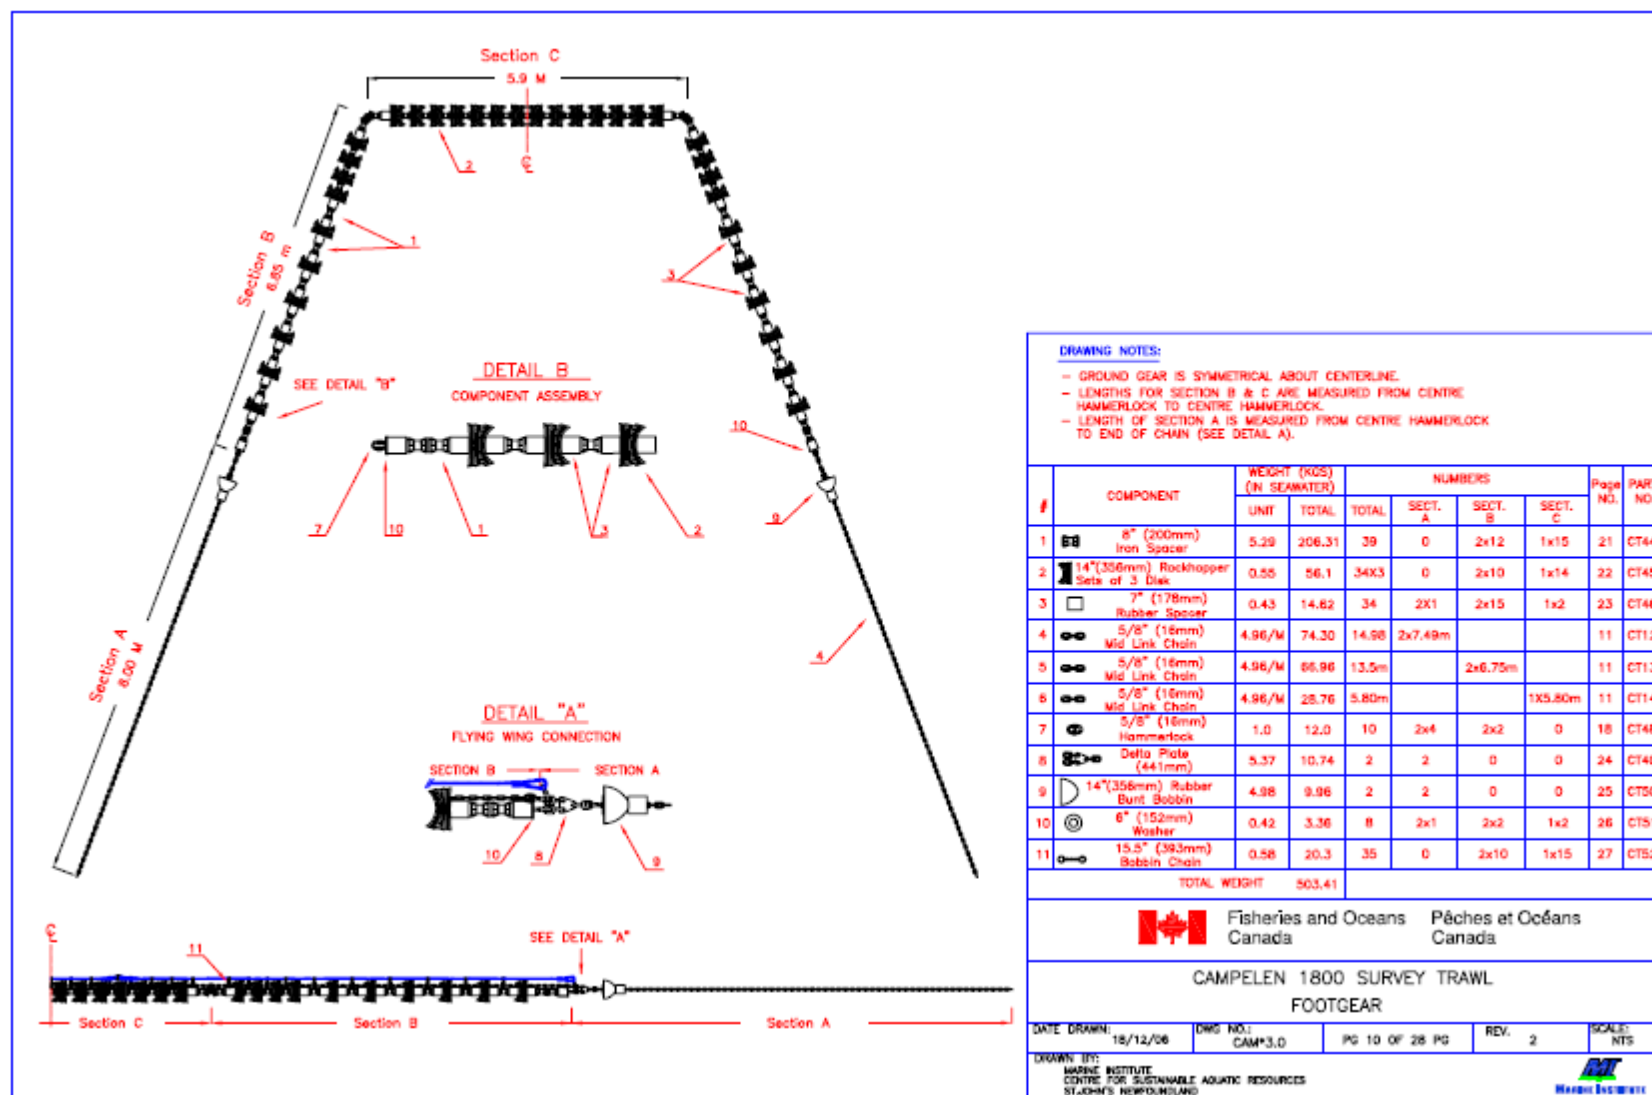 Section C
5.9 M
2
℄
1
Section B
6.85 m
3
SEE DETAIL "B"
DETAIL B
COMPONENT ASSEMBLY
7
10
1
3
2
10
9
4
Section A
8.00 M
DETAIL "A"
FLYING WING CONNECTION
SECTION B
SECTION A
10
8
9
℄
11
SEE DETAIL "A"
Section C
Section B
Section A
DRAWING NOTES:
- GROUND GEAR IS SYMMETRICAL ABOUT CENTERLINE.
- LENGTHS FOR SECTION B & C ARE MEASURED FROM CENTRE
HAMMERLOCK TO CENTRE HAMMERLOCK.
- LENGTH OF SECTION A IS MEASURED FROM CENTRE HAMMERLOCK
TO END OF CHAIN (SEE DETAIL A).
# COMPONENT WEIGHT (KGS) (IN SEAWATER) NUMBERS Page NO. PART NO
UNIT TOTAL TOTAL SECT. A SECT. B SECT. C
1 8" (200mm) Iron Spacer 5.29 206.31 39 0 2x12 1x15 21 CT44
2 14"(356mm) Rockhopper Sets of 3 Disk 0.55 56.1 34X3 0 2x10 1x14 22 CT45
3 7" (178mm) Rubber Spacer 0.43 14.62 34 2X1 2x15 1x2 23 CT46
4 5/8" (16mm) Mid Link Chain 4.96/M 74.30 14.98 2x7.49m 11
5 5/8" (16mm) Mid Link Chain 4.96/M 66.96 13.5m 2x6.75m 11
6 5/8" (16mm) Mid Link Chain 4.96/M 28.76 5.80m 1X5.80m 11
7 5/8" (16mm) Hammerlock 1.0 12.0 10 2x4 2x2 0 18
8 Delta Plate (441mm) 5.37 10.74 2 2 0 0 24
9 14"(356mm) Rubber Bunt Bobbin 4.98 9.96 2 2 0 0 25
10 6" (152mm) Washer 0.42 3.36 8 2x1 2x2 1x2 26
11 15.5" (393mm) Bobbin Chain 0.58 20.3 35 0 2x10 1x15 27
TOTAL WEIGHT 503.41
Fisheries and Oceans Pêches et Océans
Canada Canada
CAMPELEN 1800 SURVEY TRAWL
FOOTGEAR
DATE DRAWN: 18/12/06 DWG NO.: CAM*3.0 PG 10 OF 28 PG REV. 2 SCALE: NTS
DRAWN BY:
MARINE INSTITUTE
CENTRE FOR SUSTAINABLE AQUATIC RESOURCES
ST.JOHN'S NEWFOUNDLAND
MI
MARINE INSTITUTE